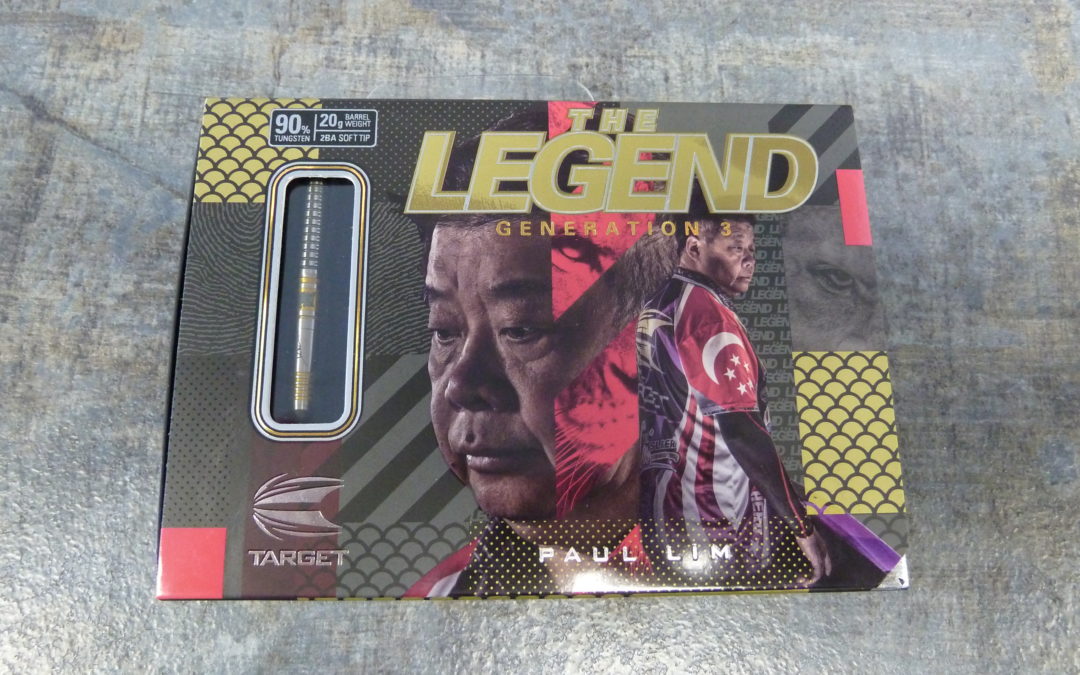 90% TUNGSTEN
20g BARREL WEIGHT
2BA SOFT TIP
THE
LEGEND
GENERATION 3
TARGET
PAUL LIM